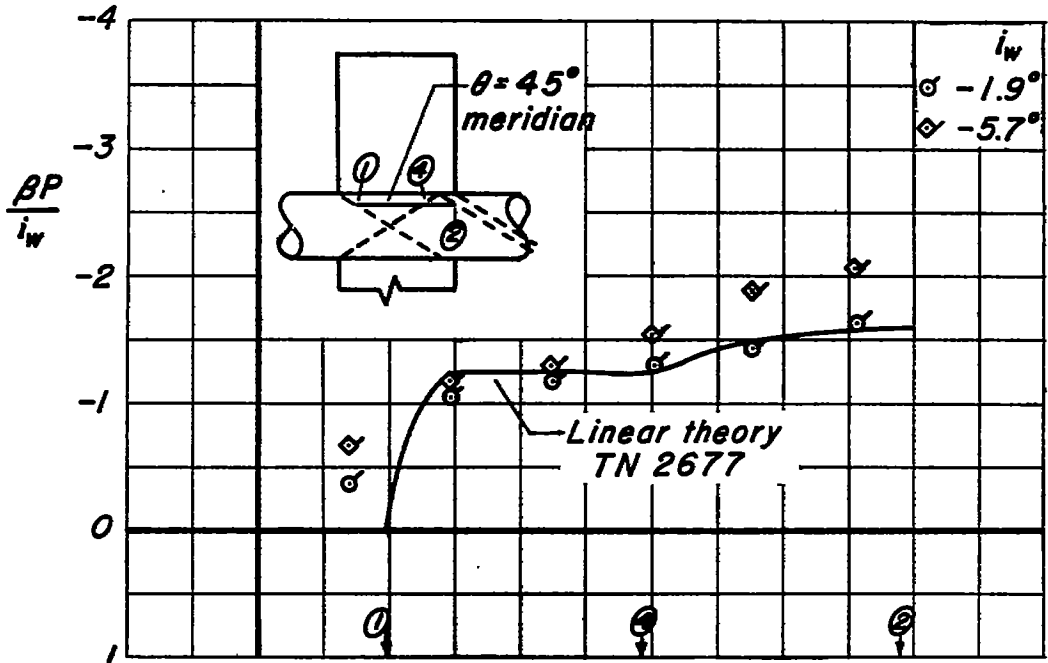 -4
i_w
-1.9°
-5.7°
θ=45°
meridian
-3
① ④
②
βP
i_w
-2
-1
Linear theory
TN 2677
0
① ④ ②
1